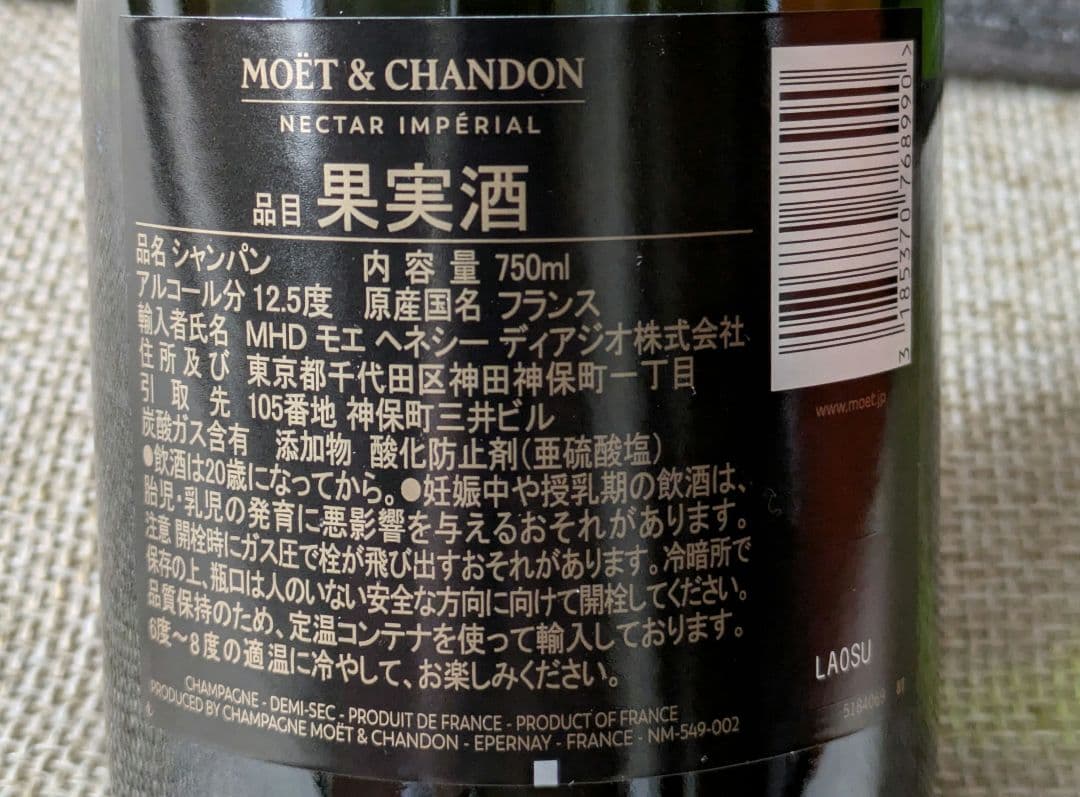 MOËT & CHANDON
NECTAR IMPÉRIAL
品目 果実酒
品名 シャンパン 内容量 750ml
アルコール分 12.5度 原産国名 フランス
輸入者氏名 MHD モエ ヘネシー ディアジオ株式会社
住所及び 東京都千代田区神田神保町一丁目
引取先 105番地 神保町三井ビル
炭酸ガス含有 添加物 酸化防止剤(亜硫酸塩)
●飲酒は20歳になってから。●妊娠中や授乳期の飲酒は、
胎児・乳児の発育に悪影響を与えるおそれがあります。
注意 開栓時にガス圧で栓が飛び出すおそれがあります。冷暗所で
保存の上、瓶口は人のいない安全な方向に向けて開栓してください。
品質保持のため、定温コンテナを使って輸入しております。
6度〜8度の適温に冷やして、お楽しみください。
CHAMPAGNE - DEMI-SEC - PRODUIT DE FRANCE - PRODUCT OF FRANCE
PRODUCED BY CHAMPAGNE MOËT & CHANDON - EPERNAY - FRANCE - NM-549-002
3 185370 768990 >
www.moet.jp
LA0SU
5184069